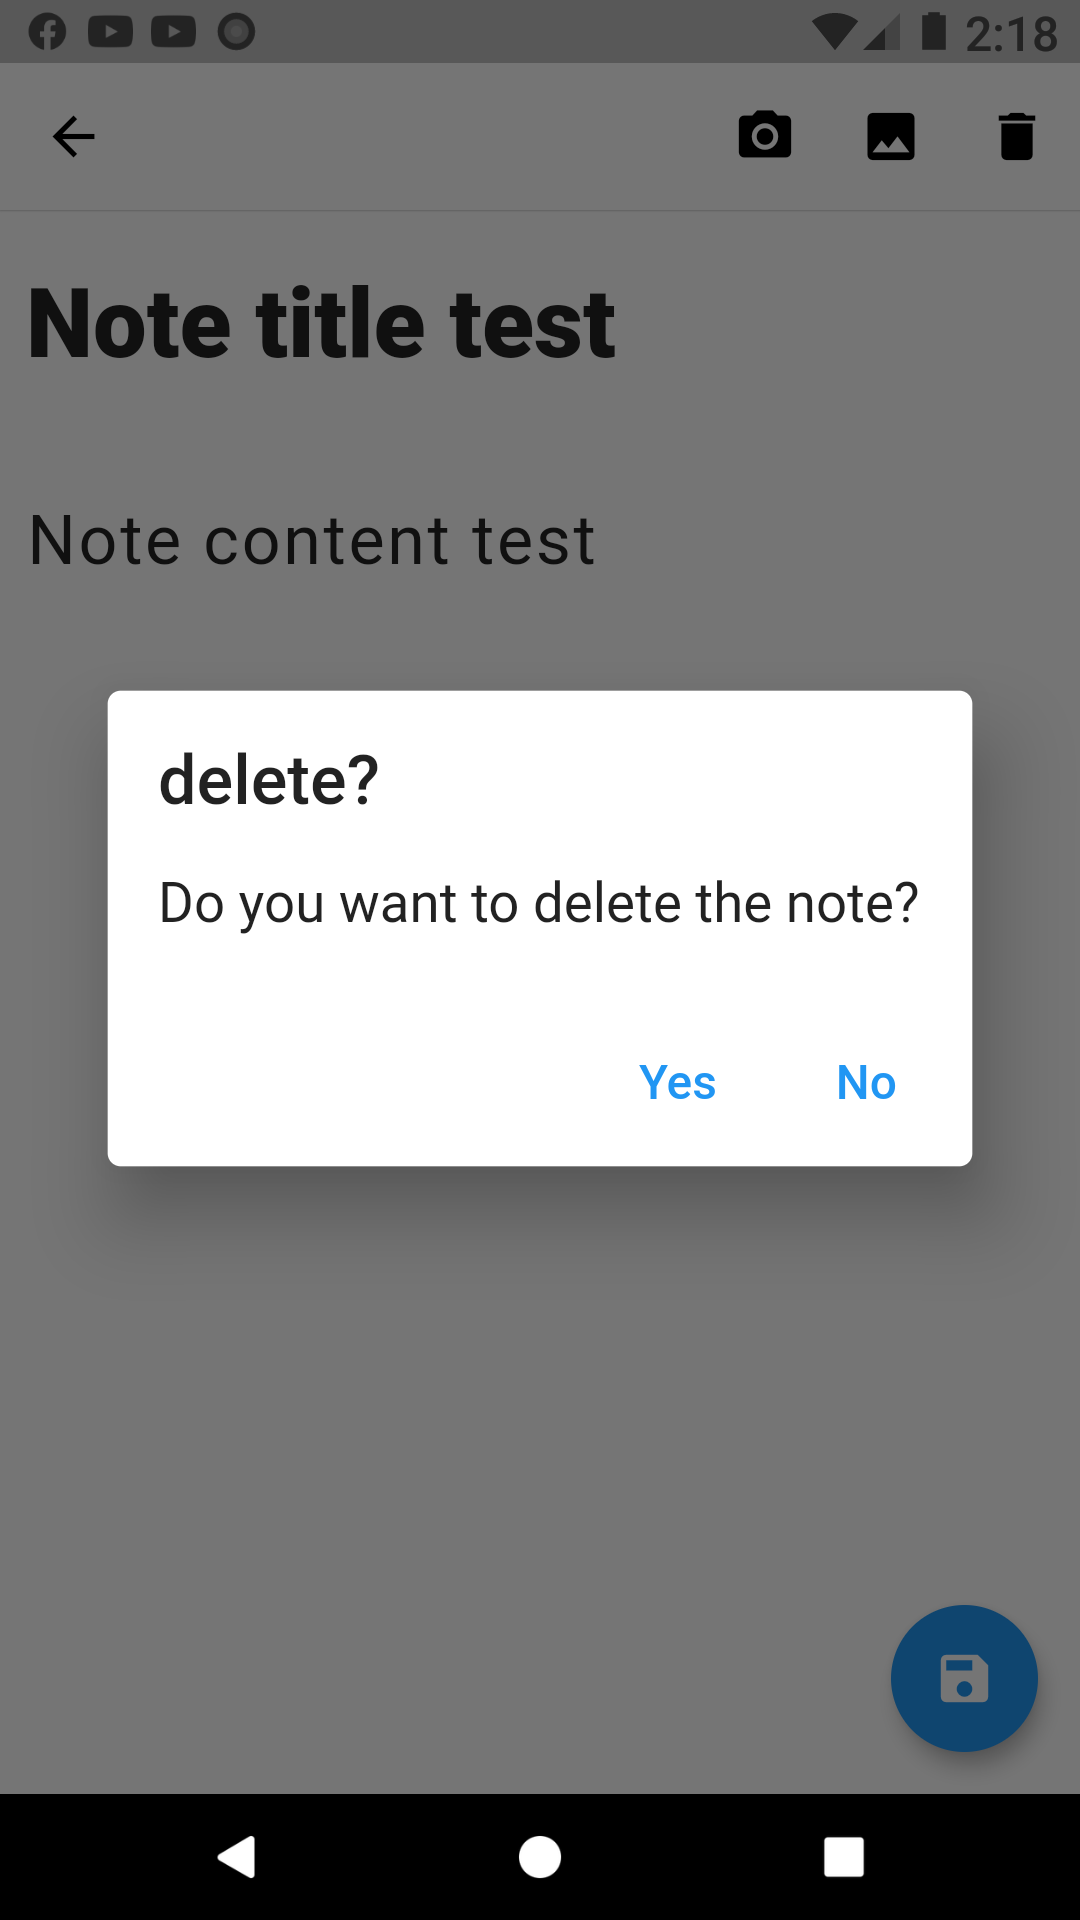 2:18
Note title test
Note content test
delete?
Do you want to delete the note?
Yes No